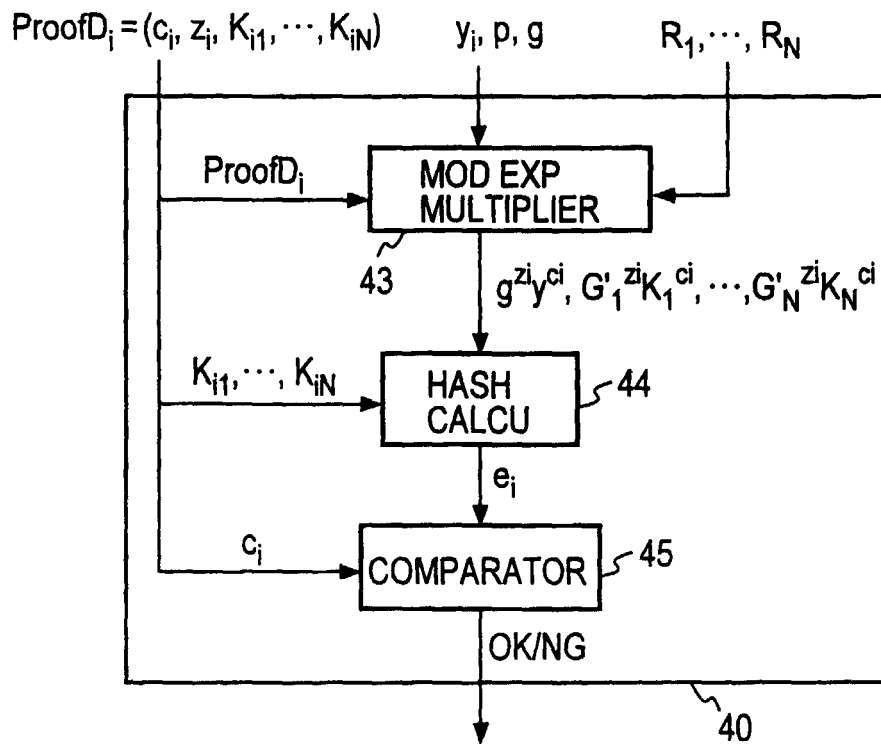 ProofDᵢ = (cᵢ, zᵢ, Kᵢ₁, ⋯, KᵢN)
yᵢ, p, g
R₁, ⋯, RN
ProofDᵢ
MOD EXP
MULTIPLIER
43
g^zi y^ci, G'₁^zi K₁^ci, ⋯, G'N^zi KN^ci
Kᵢ₁, ⋯, KᵢN
HASH
CALCU
44
eᵢ
cᵢ
COMPARATOR
45
OK/NG
40